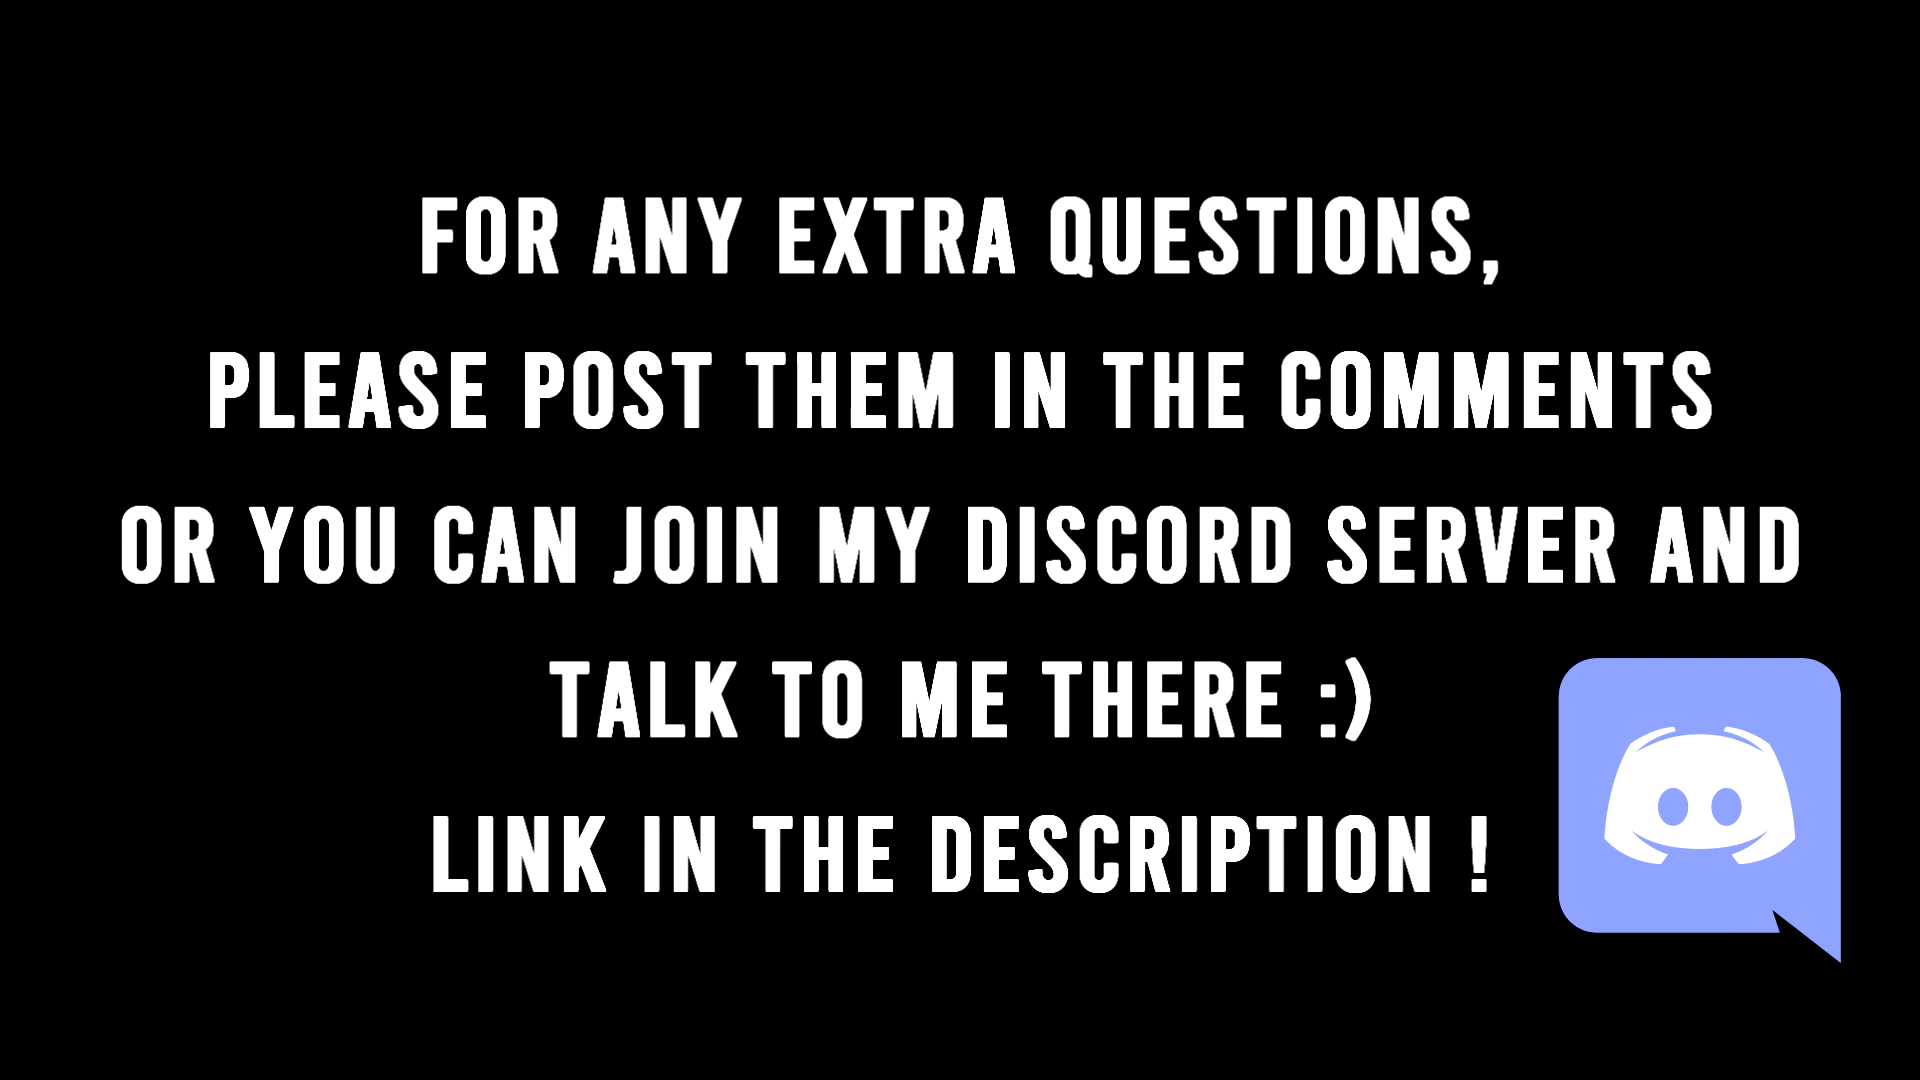 FOR ANY EXTRA QUESTIONS,
PLEASE POST THEM IN THE COMMENTS
OR YOU CAN JOIN MY DISCORD SERVER AND
TALK TO ME THERE :)
LINK IN THE DESCRIPTION !